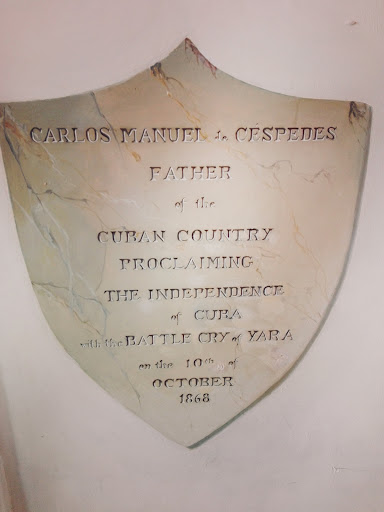 CARLOS MANUEL de CÉSPEDES
FATHER
of the
CUBAN COUNTRY
PROCLAIMING
THE INDEPENDENCE
of CUBA
with the BATTLE CRY of YARA
on the 10th of
OCTOBER
1868